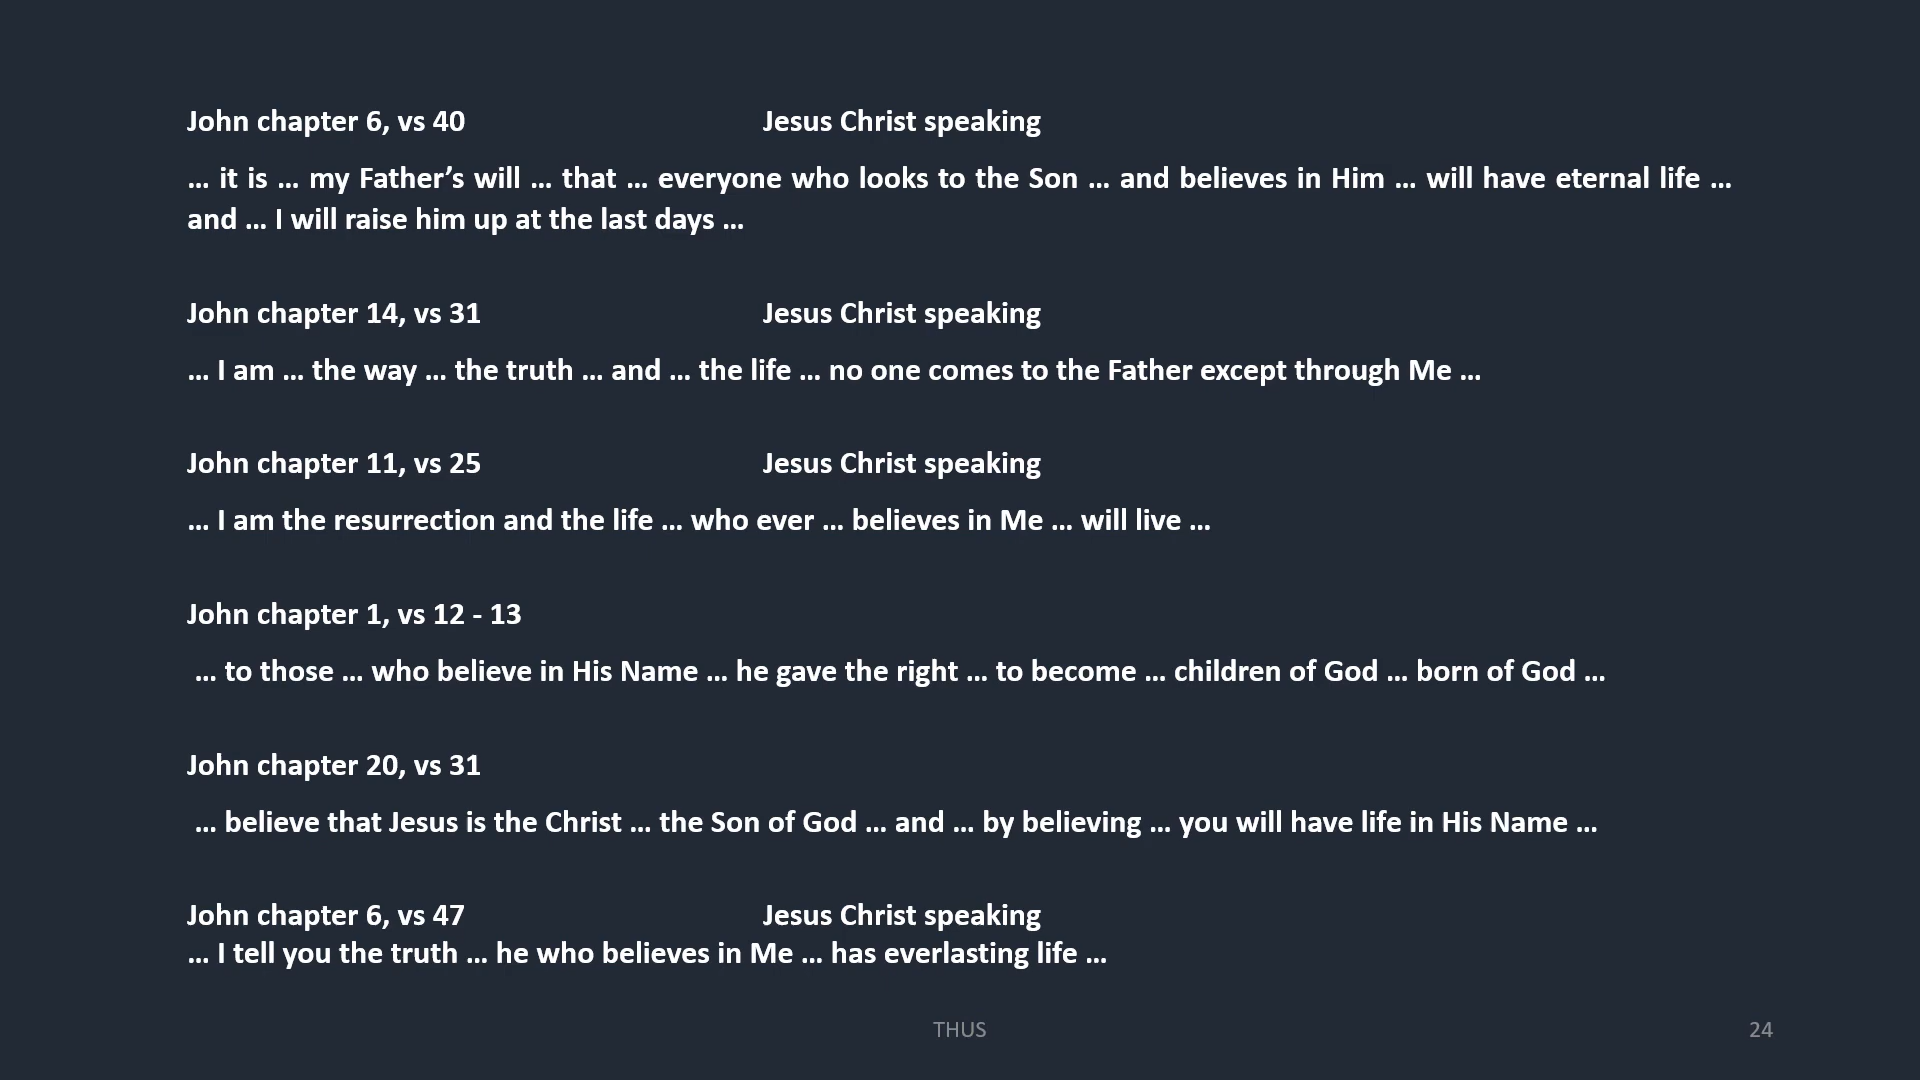 John chapter 6, vs 40 Jesus Christ speaking
… it is … my Father’s will … that … everyone who looks to the Son … and believes in Him … will have eternal life …
and … I will raise him up at the last days …
John chapter 14, vs 31 Jesus Christ speaking
… I am … the way … the truth … and … the life … no one comes to the Father except through Me …
John chapter 11, vs 25 Jesus Christ speaking
… I am the resurrection and the life … who ever … believes in Me … will live …
John chapter 1, vs 12 - 13
… to those … who believe in His Name … he gave the right … to become … children of God … born of God …
John chapter 20, vs 31
… believe that Jesus is the Christ … the Son of God … and … by believing … you will have life in His Name …
John chapter 6, vs 47 Jesus Christ speaking
… I tell you the truth … he who believes in Me … has everlasting life …
THUS 24